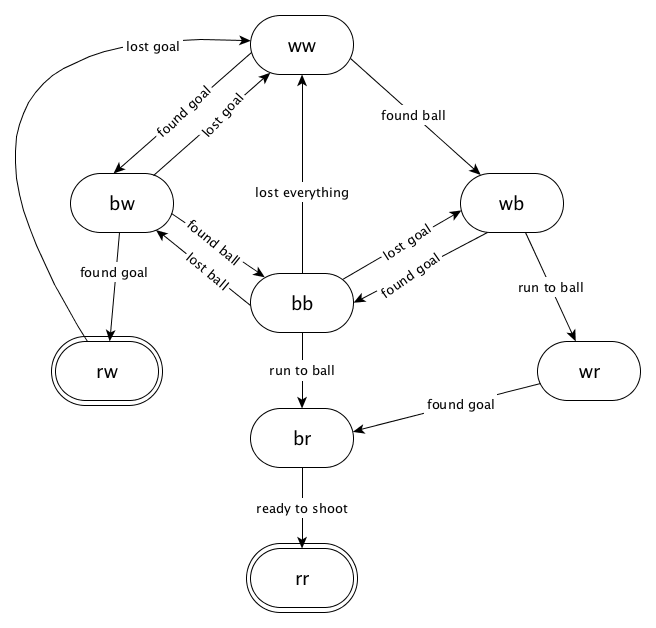 ww
lost goal
found goal
lost goal
found ball
bw
wb
lost everything
found ball
lost ball
lost goal
found goal
found goal
run to ball
bb
rw
run to ball
wr
found goal
br
ready to shoot
rr